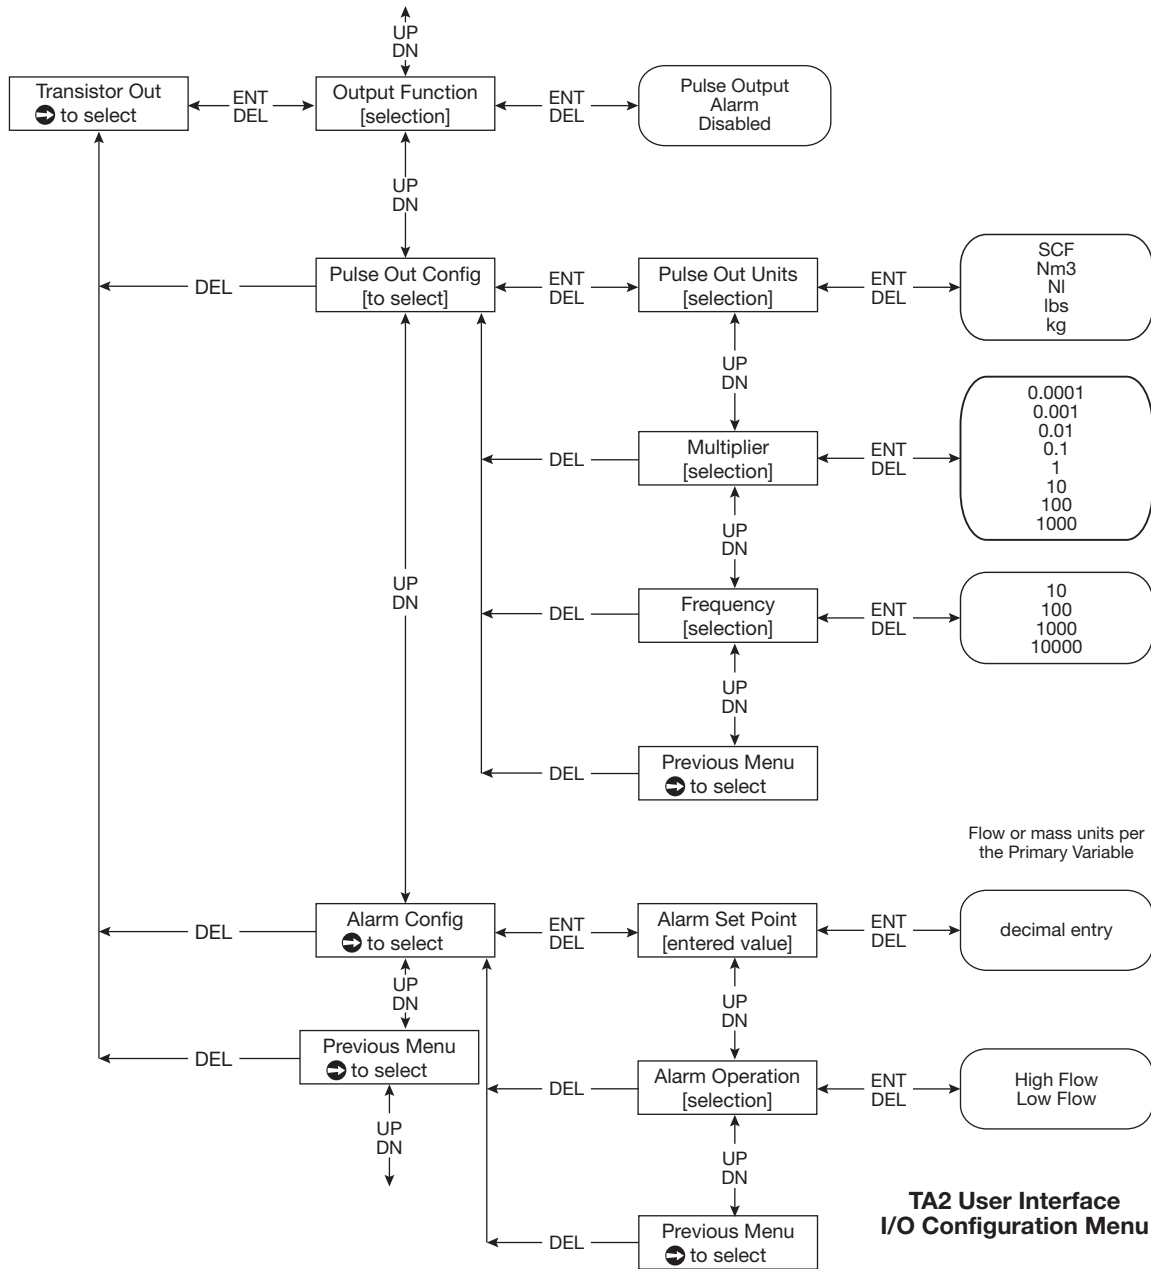 UP
DN
Transistor Out
to select
ENT
DEL
Output Function
[selection]
ENT
DEL
Pulse Output
Alarm
Disabled
UP
DN
DEL
Pulse Out Config
[to select]
ENT
DEL
Pulse Out Units
[selection]
ENT
DEL
SCF
Nm3
Nl
lbs
kg
UP
DN
DEL
Multiplier
[selection]
ENT
DEL
0.0001
0.001
0.01
0.1
1
10
100
1000
UP
DN
UP
DN
DEL
Frequency
[selection]
ENT
DEL
10
100
1000
10000
UP
DN
DEL
Previous Menu
to select
Flow or mass units per
the Primary Variable
DEL
Alarm Config
to select
ENT
DEL
Alarm Set Point
[entered value]
ENT
DEL
decimal entry
UP
DN
UP
DN
DEL
Previous Menu
to select
DEL
Alarm Operation
[selection]
ENT
DEL
High Flow
Low Flow
UP
DN
UP
DN
DEL
Previous Menu
to select
TA2 User Interface
I/O Configuration Menu